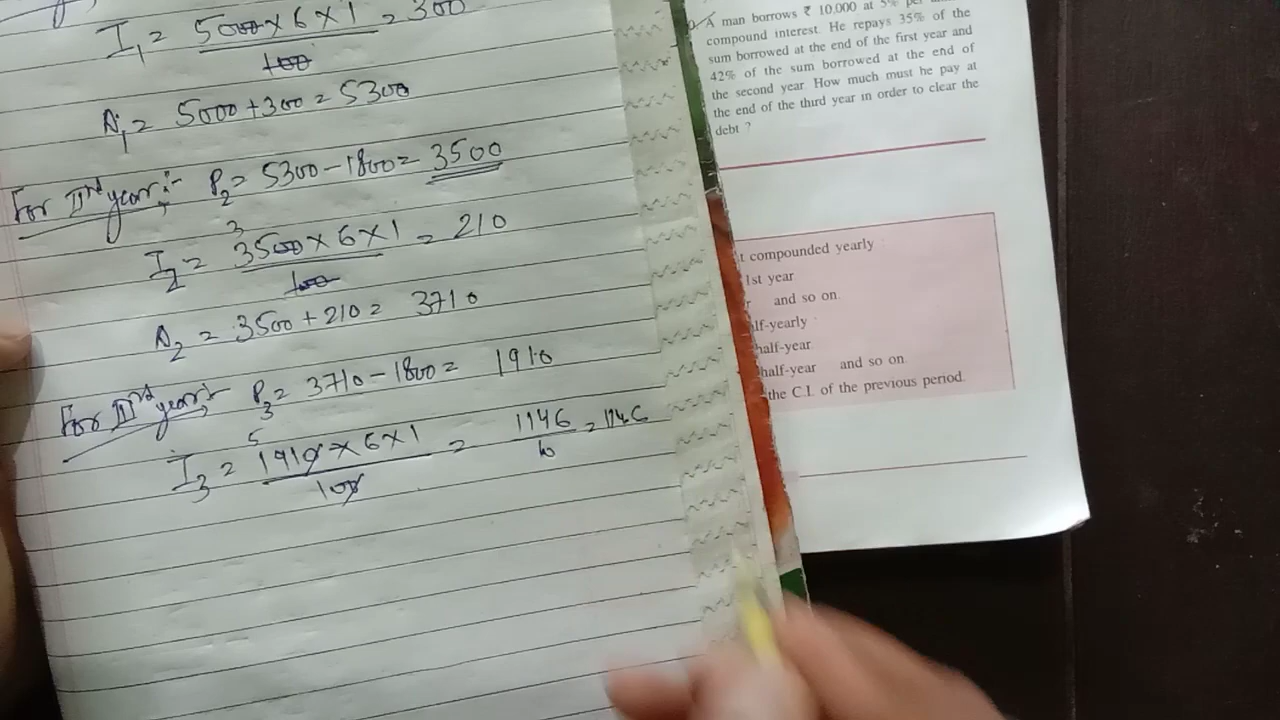 I₁ = 5000 × 6 × 1 = 300
100
A₁ = 5000 + 300 = 5300
For IInd year:- P₂ = 5300 - 1800 = 3500
3
I₂ = 3500 × 6 × 1 = 210
100
A₂ = 3500 + 210 = 3710
For IIIrd year:- P₃ = 3710 - 1800 = 1910
5
I₃ = 1910 × 6 × 1 = 1146 = 114.6
100 10
A man borrows ₹ 10,000 at 5% per
compound interest. He repays 35% of the
sum borrowed at the end of the first year and
42% of the sum borrowed at the end of
the second year. How much must he pay at
the end of the third year in order to clear the
debt ?
t compounded yearly
1st year
r and so on.
lf-yearly
half-year
half-year and so on.
the C.I. of the previous period.